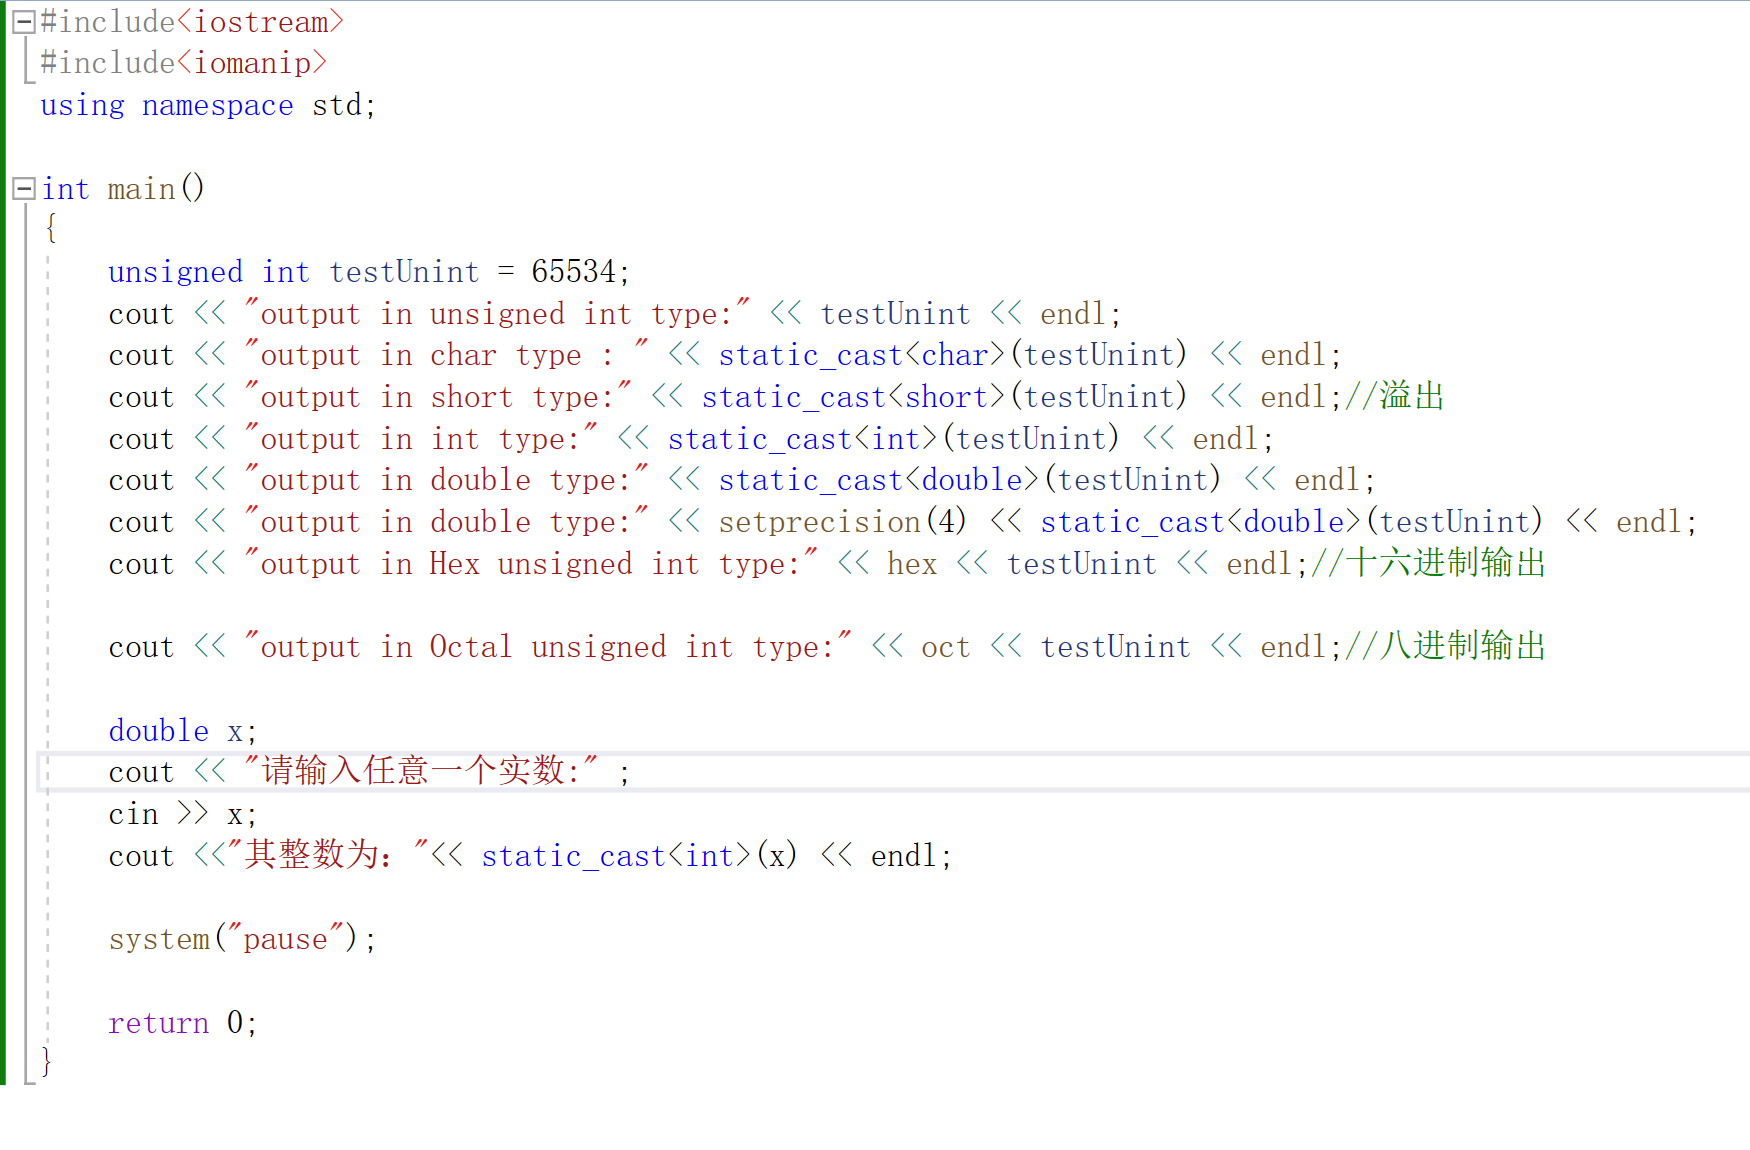 #include<iostream>
#include<iomanip>
using namespace std;
int main()
{
unsigned int testUnint = 65534;
cout << "output in unsigned int type:" << testUnint << endl;
cout << "output in char type : " << static_cast<char>(testUnint) << endl;
cout << "output in short type:" << static_cast<short>(testUnint) << endl;//溢出
cout << "output in int type:" << static_cast<int>(testUnint) << endl;
cout << "output in double type:" << static_cast<double>(testUnint) << endl;
cout << "output in double type:" << setprecision(4) << static_cast<double>(testUnint) << endl;
cout << "output in Hex unsigned int type:" << hex << testUnint << endl;//十六进制输出
cout << "output in Octal unsigned int type:" << oct << testUnint << endl;//八进制输出
double x;
cout << "请输入任意一个实数:" ;
cin >> x;
cout <<"其整数为："<< static_cast<int>(x) << endl;
system("pause");
return 0;
}